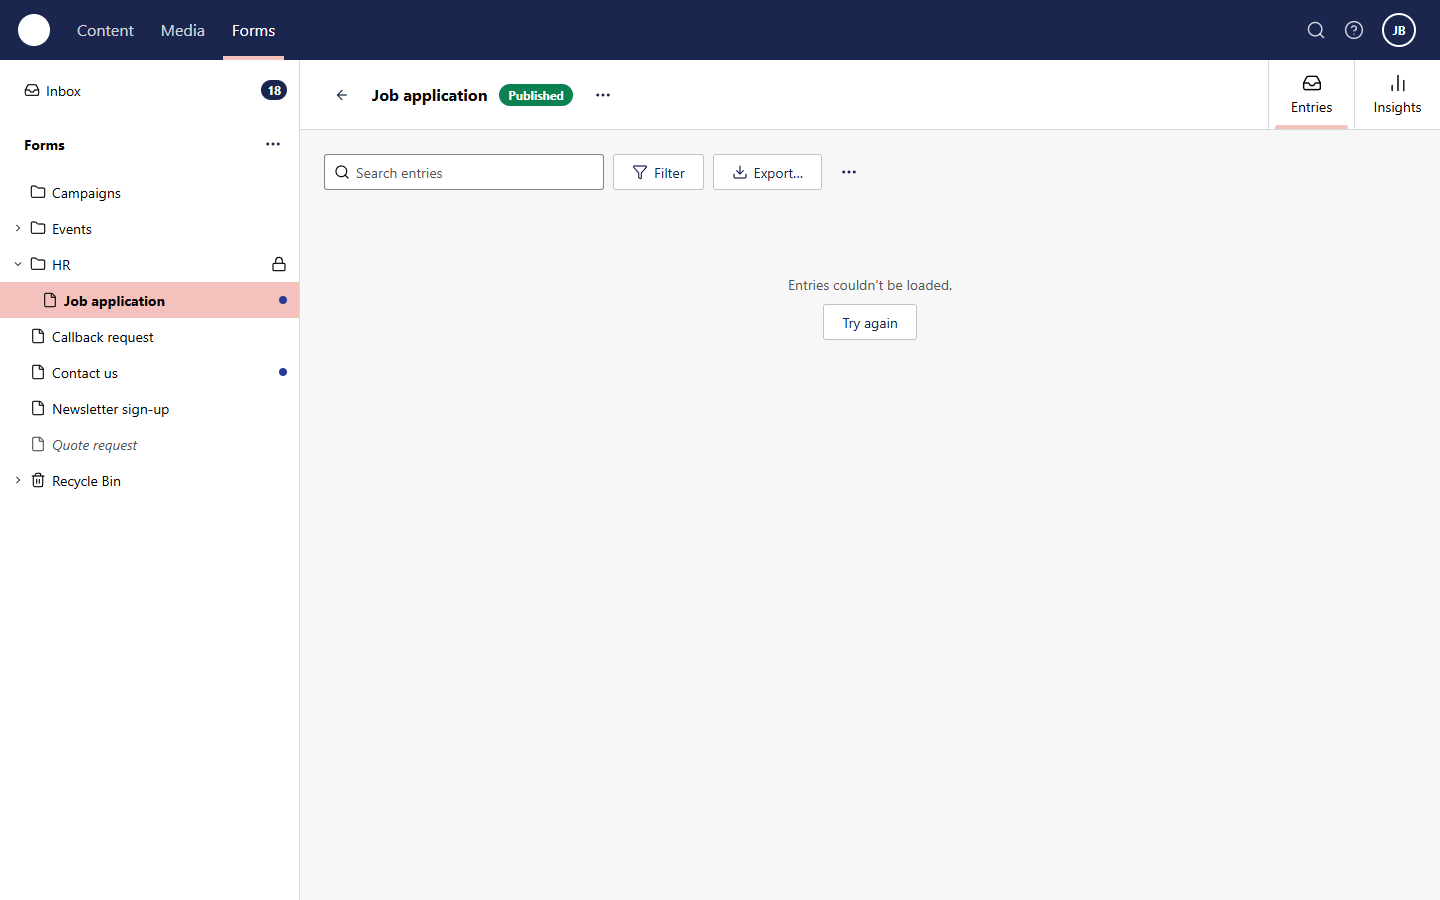 Content Media Forms
JB
Inbox 18
Forms
Campaigns
Events
HR
Job application
Callback request
Contact us
Newsletter sign-up
Quote request
Recycle Bin
Job application Published
Entries
Insights
Search entries
Filter
Export...
Entries couldn't be loaded.
Try again